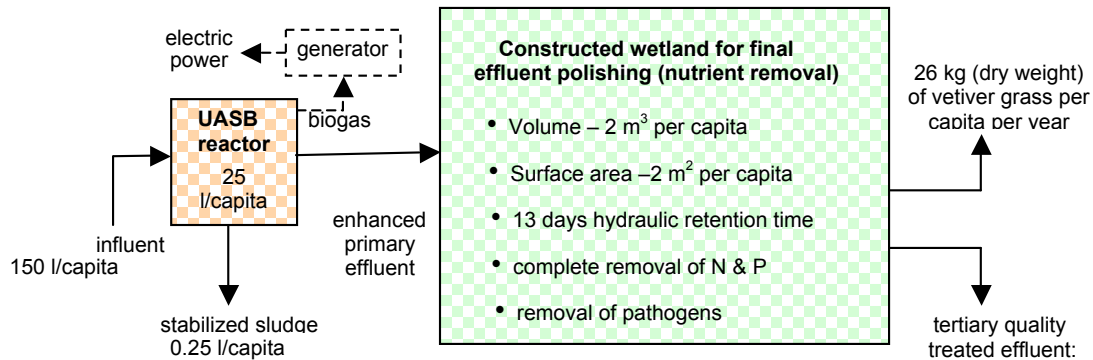 electric
power
generator
biogas
UASB
reactor
25
l/capita
influent
150 l/capita
stabilized sludge
0.25 l/capita
enhanced
primary
effluent
Constructed wetland for final
effluent polishing (nutrient removal)
• Volume – 2 m³ per capita
• Surface area –2 m² per capita
• 13 days hydraulic retention time
• complete removal of N & P
• removal of pathogens
26 kg (dry weight)
of vetiver grass per
capita per year
tertiary quality
treated effluent: